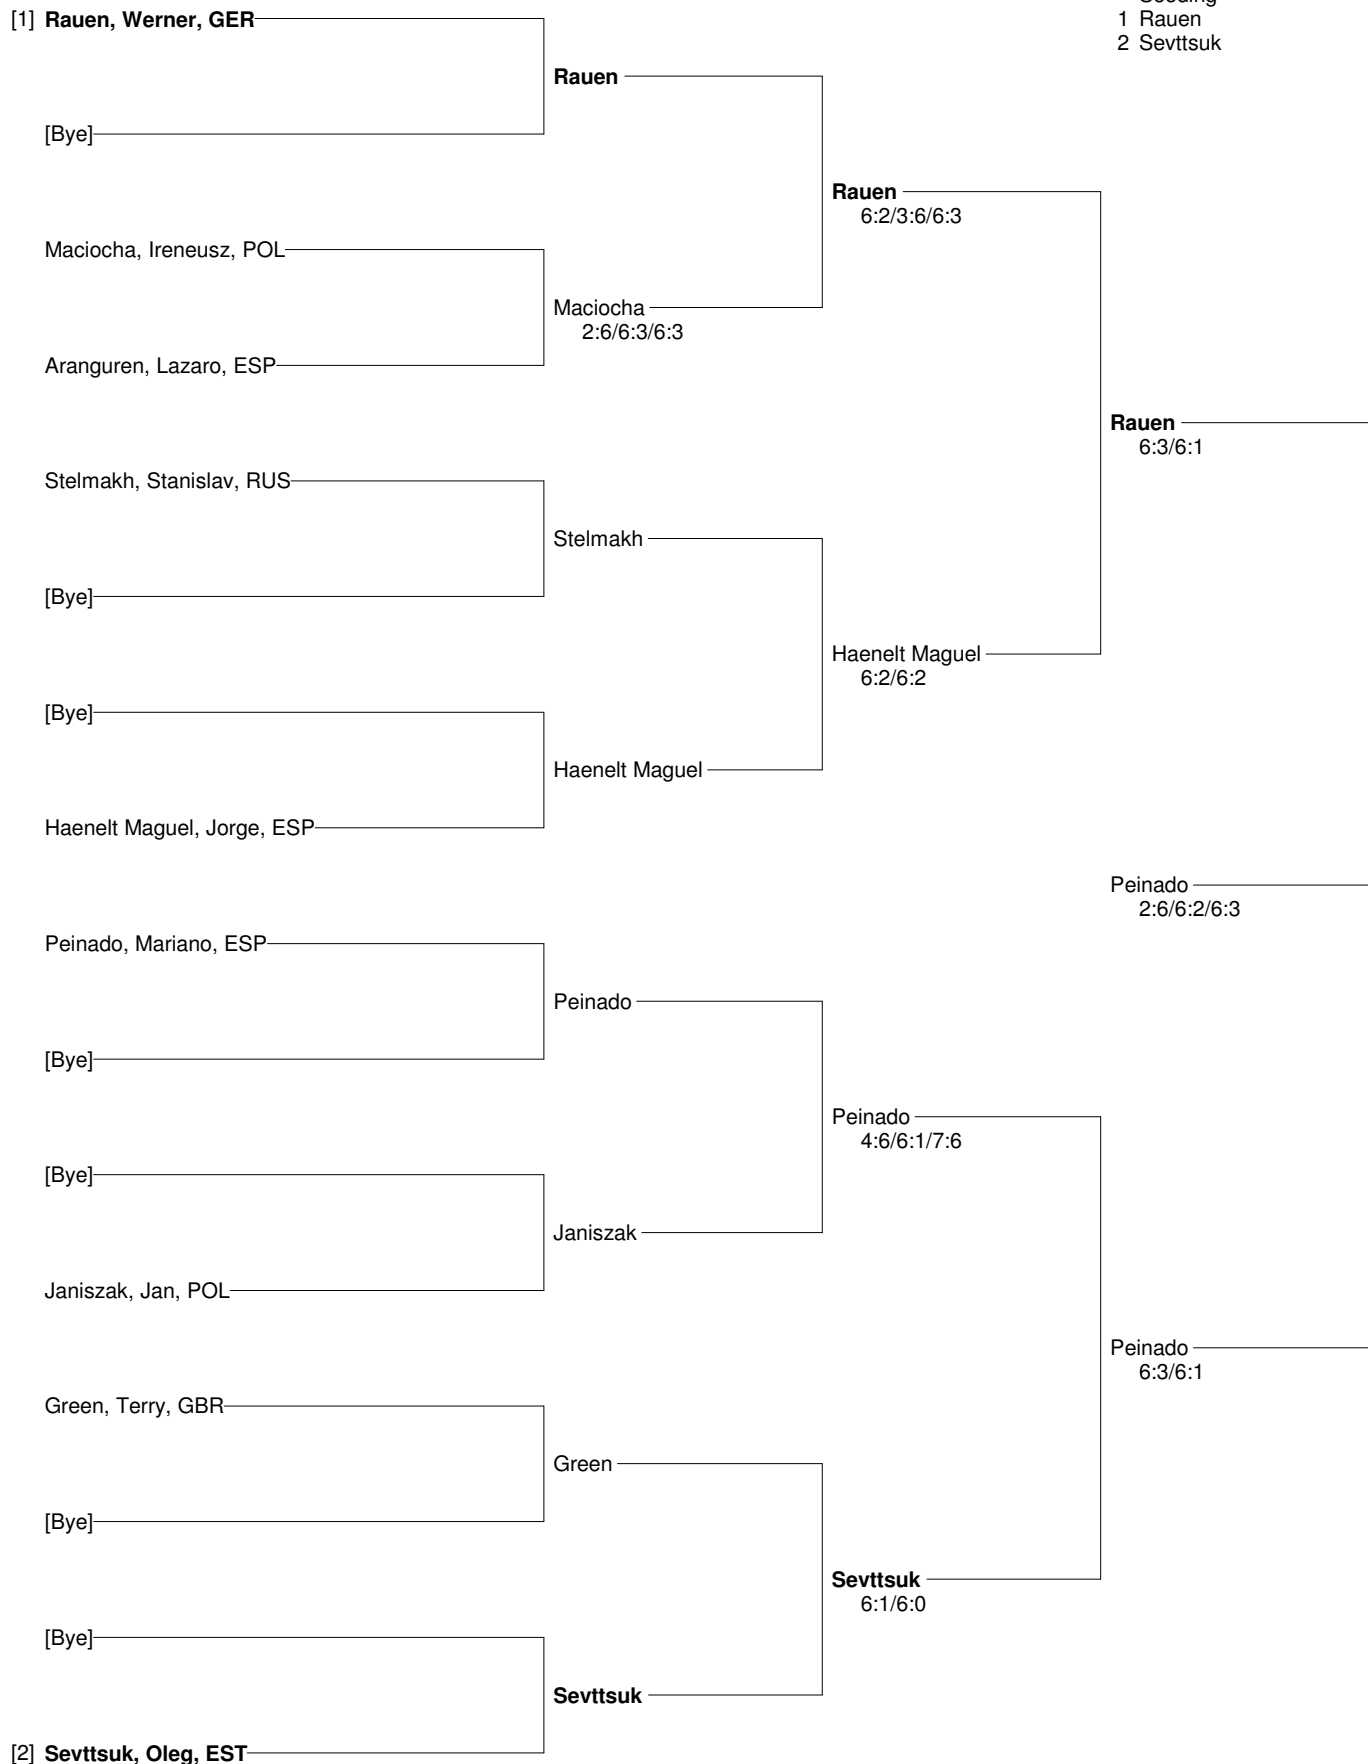 Seeding
1 Rauen
2 Sevttsuk
[1] Rauen, Werner, GER
Rauen
[Bye]
Rauen
6:2/3:6/6:3
Maciocha, Ireneusz, POL
Maciocha
2:6/6:3/6:3
Aranguren, Lazaro, ESP
Rauen
6:3/6:1
Stelmakh, Stanislav, RUS
Stelmakh
[Bye]
Haenelt Maguel
6:2/6:2
[Bye]
Haenelt Maguel
Haenelt Maguel, Jorge, ESP
Peinado
2:6/6:2/6:3
Peinado, Mariano, ESP
Peinado
[Bye]
Peinado
4:6/6:1/7:6
[Bye]
Janiszak
Janiszak, Jan, POL
Peinado
6:3/6:1
Green, Terry, GBR
Green
[Bye]
Sevttsuk
6:1/6:0
[Bye]
Sevttsuk
[2] Sevttsuk, Oleg, EST